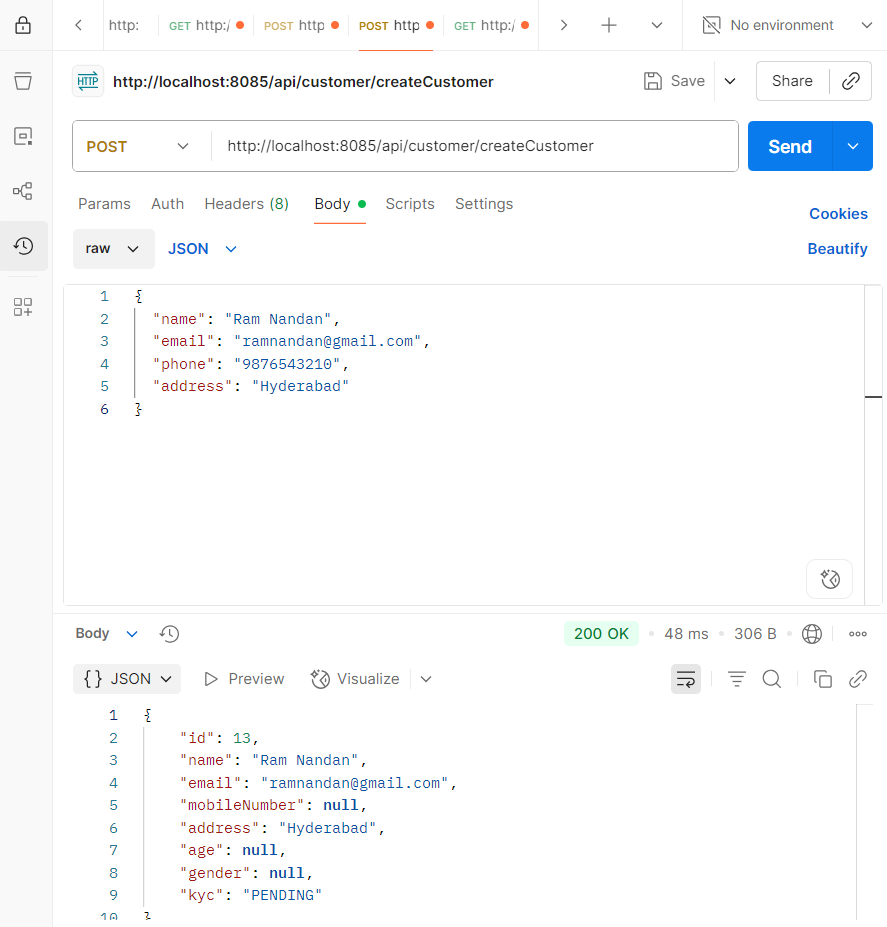 http: GET http:/ POST http POST http GET http:/ No environment
HTTP http://localhost:8085/api/customer/createCustomer Save Share
POST http://localhost:8085/api/customer/createCustomer Send
Params Auth Headers (8) Body Scripts Settings Cookies
raw JSON Beautify
1 {
2 "name": "Ram Nandan",
3 "email": "ramnandan@gmail.com",
4 "phone": "9876543210",
5 "address": "Hyderabad"
6 }
Body 200 OK • 48 ms • 306 B •
{} JSON Preview Visualize
1 {
2 "id": 13,
3 "name": "Ram Nandan",
4 "email": "ramnandan@gmail.com",
5 "mobileNumber": null,
6 "address": "Hyderabad",
7 "age": null,
8 "gender": null,
9 "kyc": "PENDING"
10 }